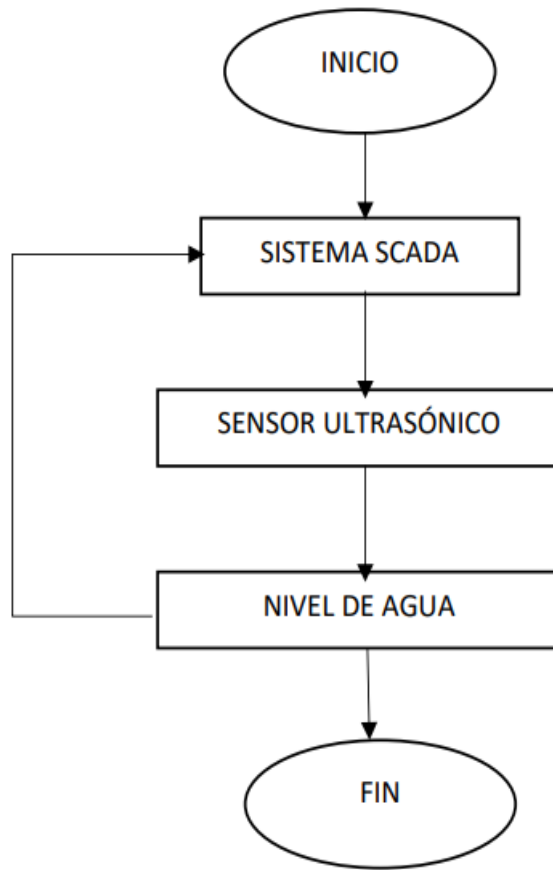 INICIO
SISTEMA SCADA
SENSOR ULTRASÓNICO
NIVEL DE AGUA
FIN